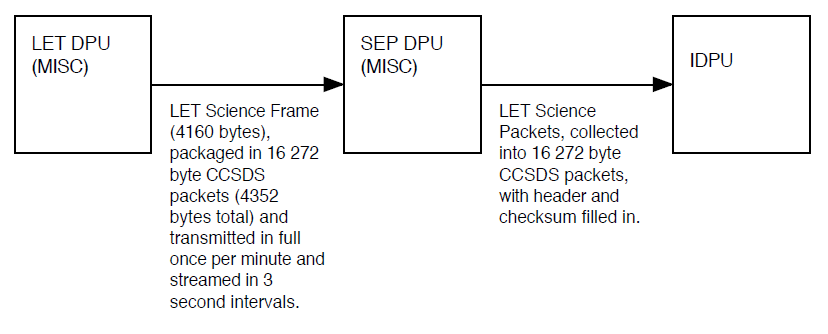 LET DPU
(MISC)
SEP DPU
(MISC)
IDPU
LET Science Frame
(4160 bytes),
packaged in 16 272
byte CCSDS
packets (4352
bytes total) and
transmitted in full
once per minute and
streamed in 3
second intervals.
LET Science
Packets, collected
into 16 272 byte
CCSDS packets,
with header and
checksum filled in.